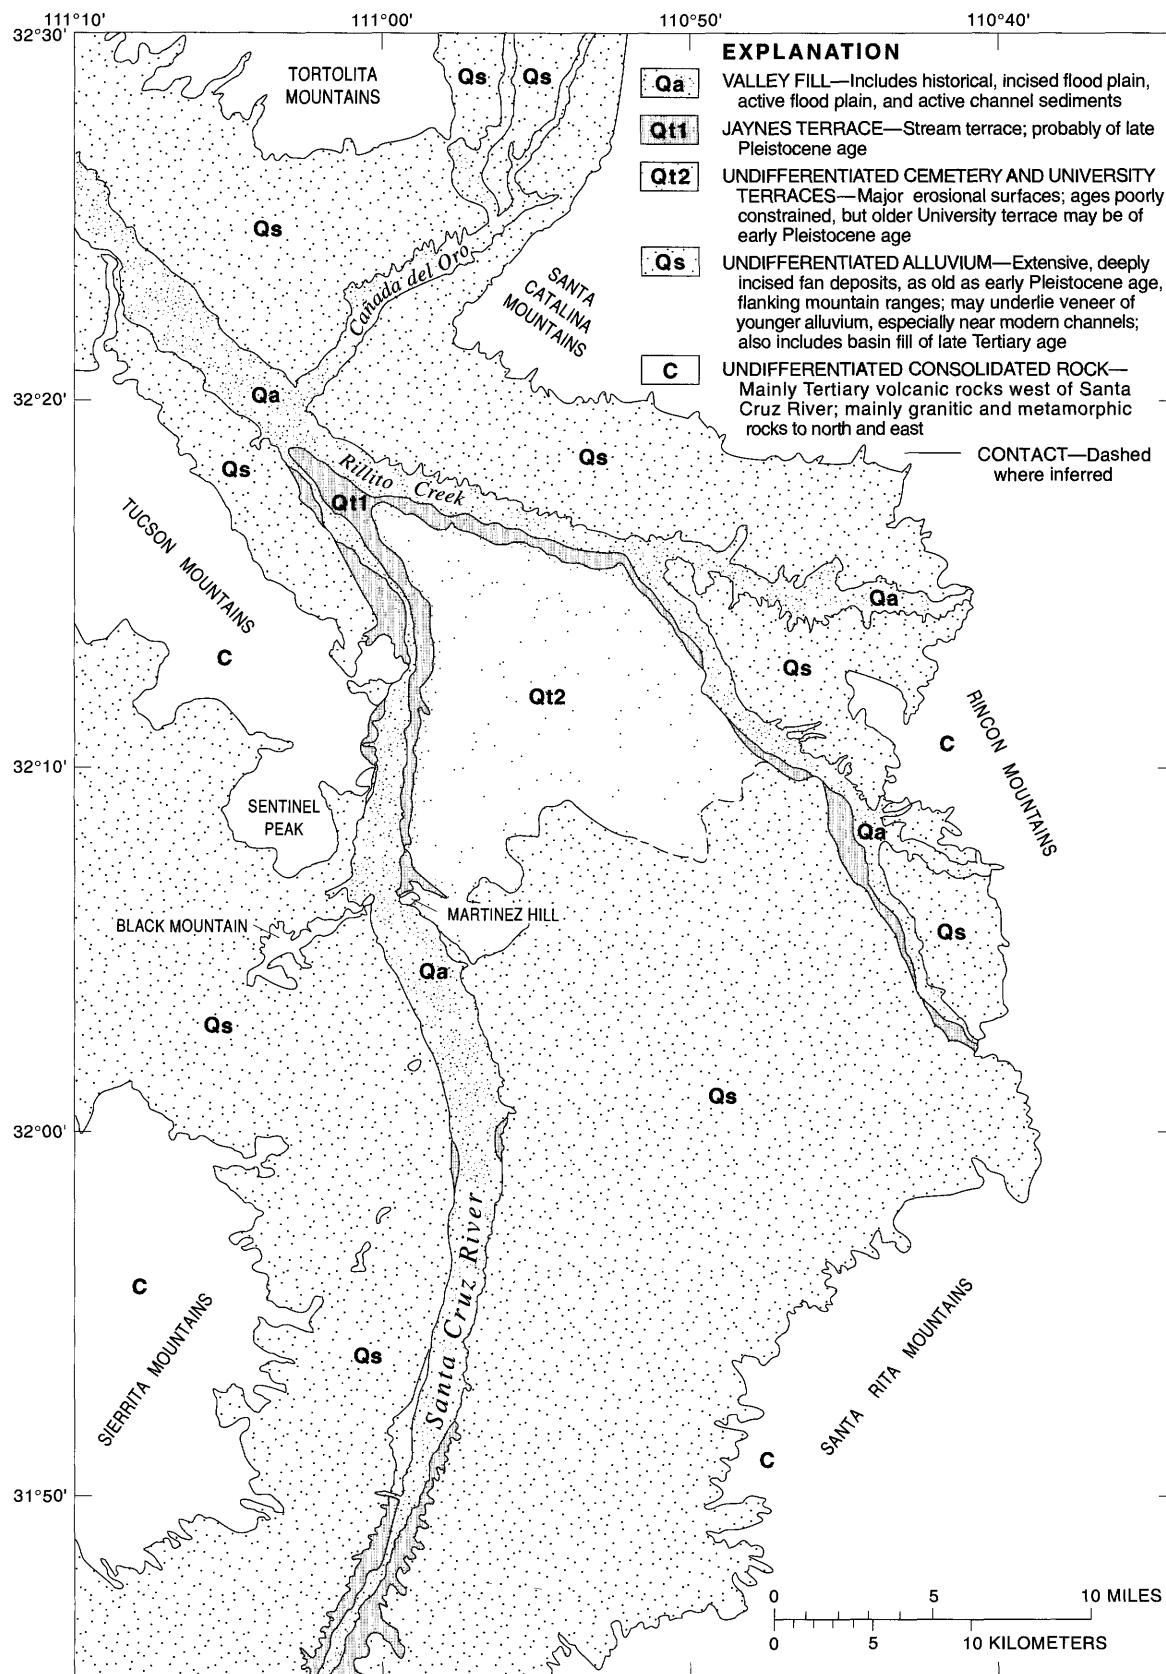 111°10'
111°00'
110°50'
110°40'
32°30'
EXPLANATION
Qa
VALLEY FILL—Includes historical, incised flood plain,
active flood plain, and active channel sediments
Qt1
JAYNES TERRACE—Stream terrace; probably of late
Pleistocene age
Qt2
UNDIFFERENTIATED CEMETERY AND UNIVERSITY
TERRACES—Major erosional surfaces; ages poorly
constrained, but older University terrace may be of
early Pleistocene age
Qs
UNDIFFERENTIATED ALLUVIUM—Extensive, deeply
incised fan deposits, as old as early Pleistocene age,
flanking mountain ranges; may underlie veneer of
younger alluvium, especially near modern channels;
also includes basin fill of late Tertiary age
C
UNDIFFERENTIATED CONSOLIDATED ROCK—
Mainly Tertiary volcanic rocks west of Santa
Cruz River; mainly granitic and metamorphic
rocks to north and east
CONTACT—Dashed
where inferred
TORTOLITA
MOUNTAINS
Qs
Qs
Qs
Cañada del Oro
SANTA
CATALINA
MOUNTAINS
32°20'
Qa
Qs
Qs
Rillito Creek
Qt1
TUCSON MOUNTAINS
Qa
C
Qs
Qt2
RINCON MOUNTAINS
C
32°10'
SENTINEL
PEAK
Qa
MARTINEZ HILL
BLACK MOUNTAIN
Qs
Qa
Qs
Qs
32°00'
Santa Cruz River
C
SIERRITA MOUNTAINS
Qs
SANTA RITA MOUNTAINS
C
31°50'
0 5 10 MILES
0 5 10 KILOMETERS